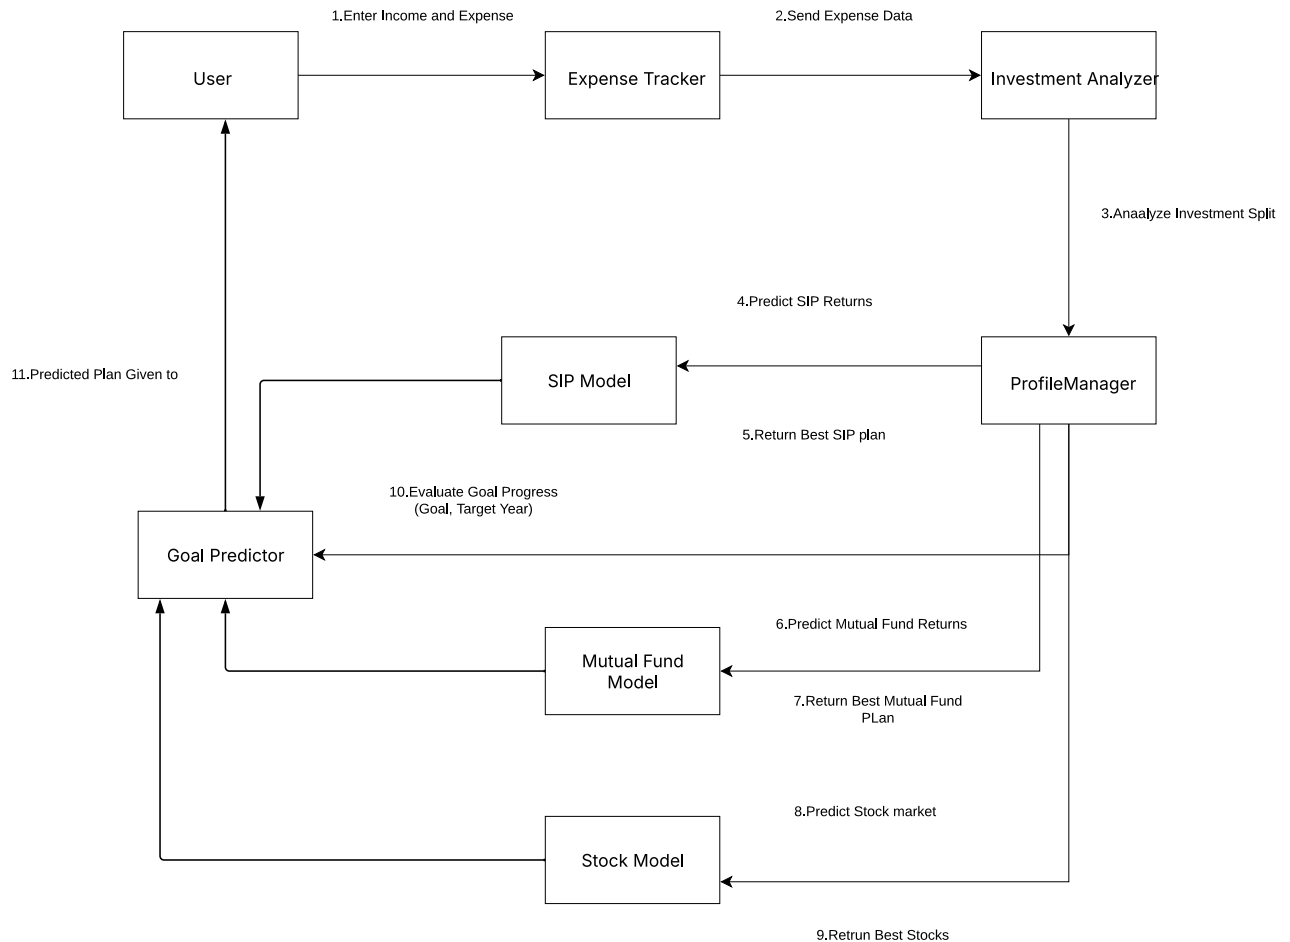 1.Enter Income and Expense
2.Send Expense Data
User
Expense Tracker
Investment Analyzer
3.Anaalyze Investment Split
4.Predict SIP Returns
SIP Model
ProfileManager
11.Predicted Plan Given to
5.Return Best SIP plan
10.Evaluate Goal Progress
(Goal, Target Year)
Goal Predictor
6.Predict Mutual Fund Returns
Mutual Fund
Model
7.Return Best Mutual Fund
PLan
8.Predict Stock market
Stock Model
9.Retrun Best Stocks